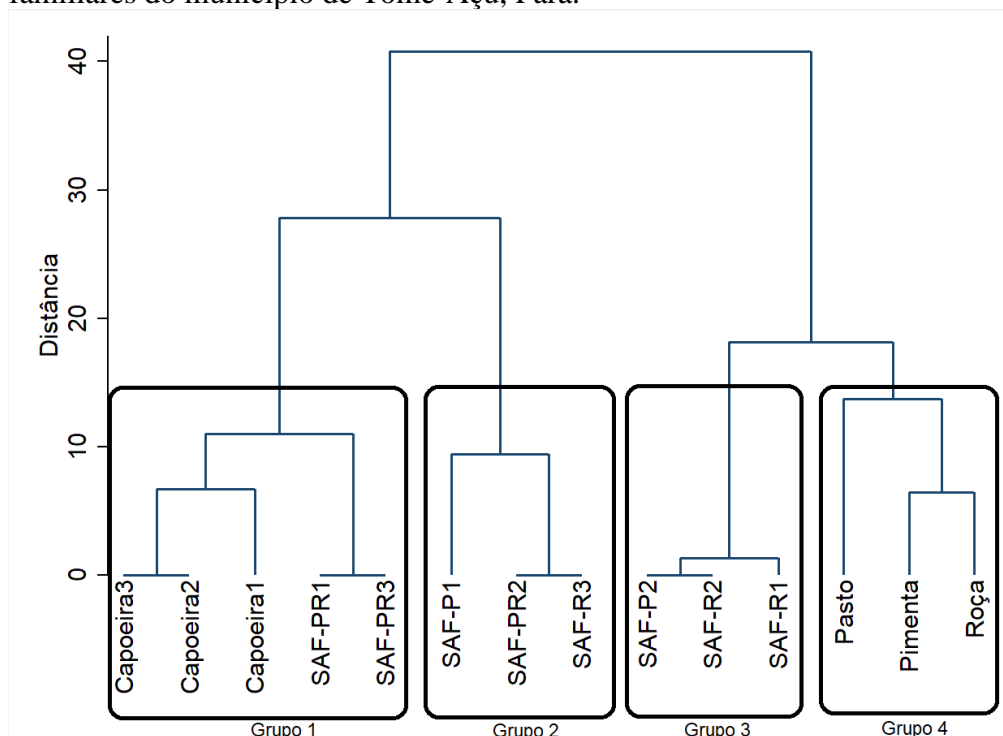 familiares do município de Tomé-Açu, Pará.
40
30
20
10
0
Distância
Capoeira3
Capoeira2
Capoeira1
SAF-PR1
SAF-PR3
SAF-P1
SAF-PR2
SAF-R3
SAF-P2
SAF-R2
SAF-R1
Pasto
Pimenta
Roça
Grupo 1
Grupo 2
Grupo 3
Grupo 4